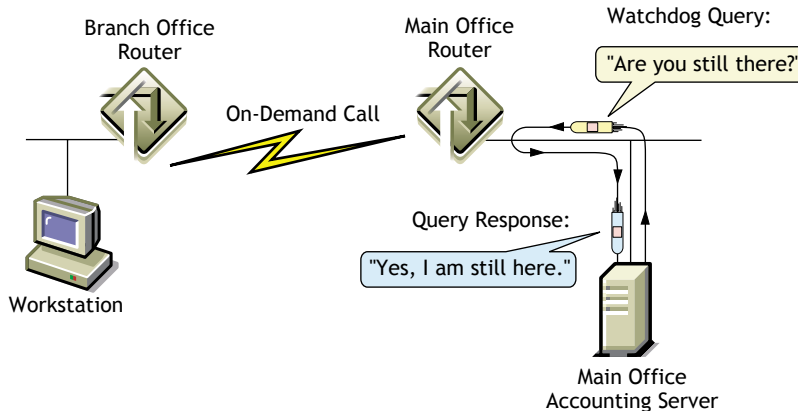 Branch Office
Router
Main Office
Router
Watchdog Query:
"Are you still there?"
On-Demand Call
Query Response:
"Yes, I am still here."
Workstation
Main Office
Accounting Server